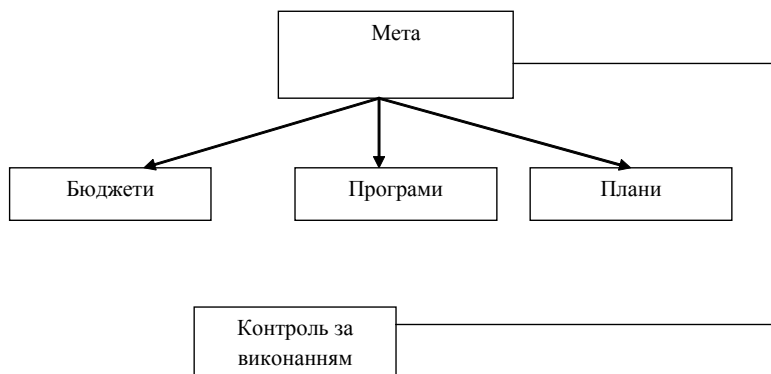 Мета
Бюджети
Програми
Плани
Контроль за
виконанням